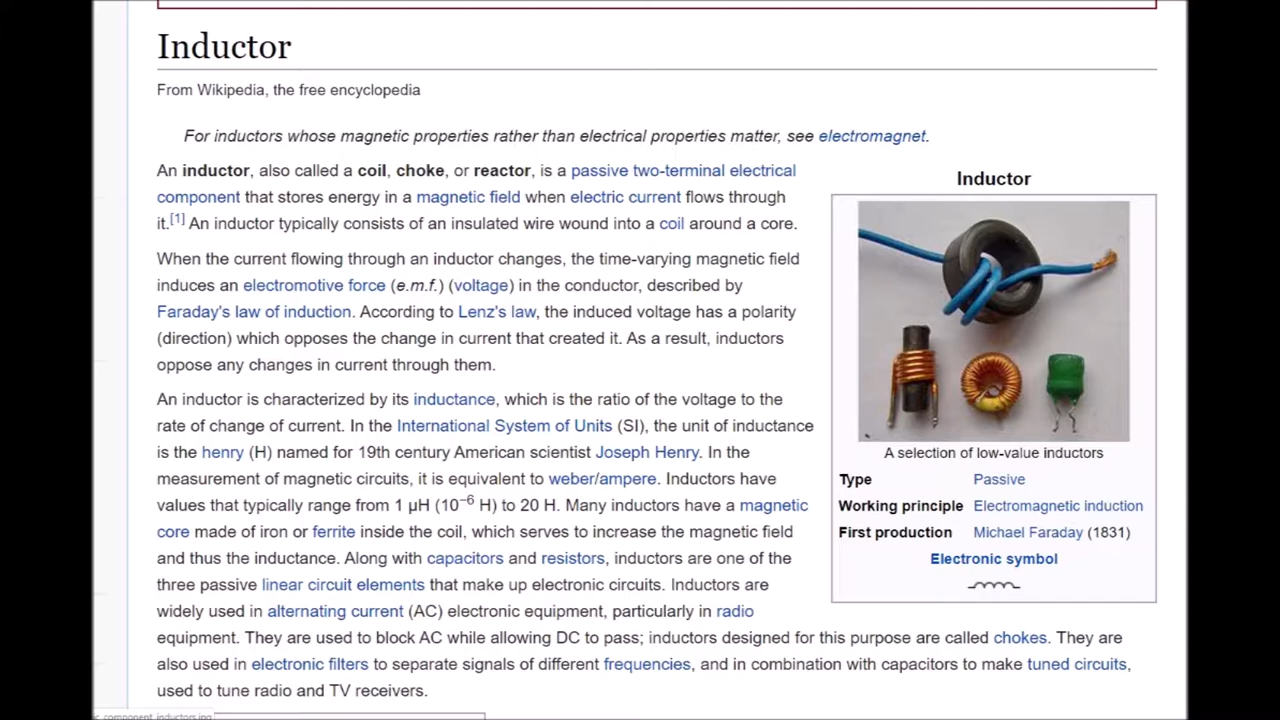 Inductor
From Wikipedia, the free encyclopedia
For inductors whose magnetic properties rather than electrical properties matter, see electromagnet.
An inductor, also called a coil, choke, or reactor, is a passive two-terminal electrical
component that stores energy in a magnetic field when electric current flows through
it.[1] An inductor typically consists of an insulated wire wound into a coil around a core.
When the current flowing through an inductor changes, the time-varying magnetic field
induces an electromotive force (e.m.f.) (voltage) in the conductor, described by
Faraday's law of induction. According to Lenz's law, the induced voltage has a polarity
(direction) which opposes the change in current that created it. As a result, inductors
oppose any changes in current through them.
An inductor is characterized by its inductance, which is the ratio of the voltage to the
rate of change of current. In the International System of Units (SI), the unit of inductance
is the henry (H) named for 19th century American scientist Joseph Henry. In the
measurement of magnetic circuits, it is equivalent to weber/ampere. Inductors have
values that typically range from 1 µH (10⁻⁶ H) to 20 H. Many inductors have a magnetic
core made of iron or ferrite inside the coil, which serves to increase the magnetic field
and thus the inductance. Along with capacitors and resistors, inductors are one of the
three passive linear circuit elements that make up electronic circuits. Inductors are
widely used in alternating current (AC) electronic equipment, particularly in radio
equipment. They are used to block AC while allowing DC to pass; inductors designed for this purpose are called chokes. They are
also used in electronic filters to separate signals of different frequencies, and in combination with capacitors to make tuned circuits,
used to tune radio and TV receivers.
Inductor
A selection of low-value inductors
Type Passive
Working principle Electromagnetic induction
First production Michael Faraday (1831)
Electronic symbol